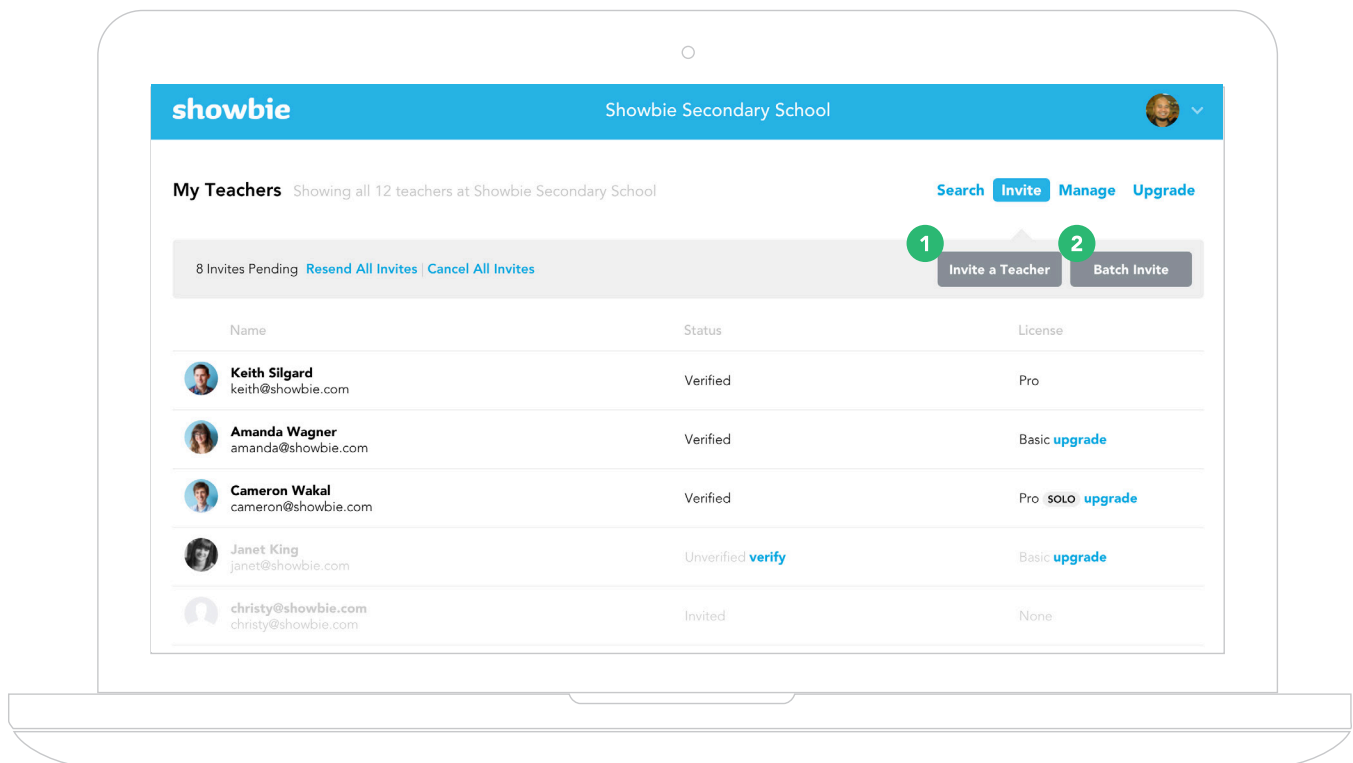 showbie
Showbie Secondary School
My Teachers Showing all 12 teachers at Showbie Secondary School
Search Invite Manage Upgrade
1 2
8 Invites Pending Resend All Invites | Cancel All Invites
Invite a Teacher Batch Invite
Name Status License
Keith Silgard
keith@showbie.com
Verified
Pro
Amanda Wagner
amanda@showbie.com
Verified
Basic upgrade
Cameron Wakal
cameron@showbie.com
Verified
Pro SOLO upgrade
Janet King
janet@showbie.com
Unverified verify
Basic upgrade
christy@showbie.com
christy@showbie.com
Invited
None